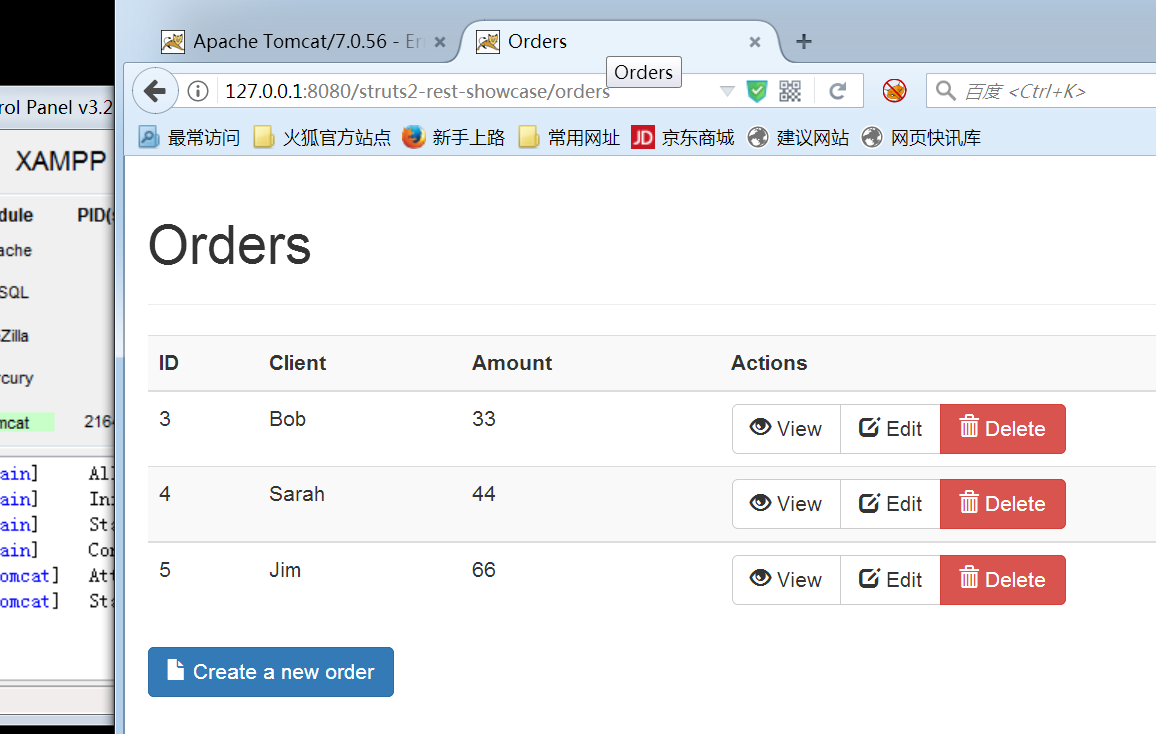 Apache Tomcat/7.0.56 - Er
Orders
Orders
127.0.0.1:8080/struts2-rest-showcase/orders
百度 <Ctrl+K>
最常访问 火狐官方站点 新手上路 常用网址 JD 京东商城 建议网站 网页快讯库
rol Panel v3.2
XAMPP
dule PID(s
ache
SQL
Zilla
rcury
mcat 2164
ain] All
ain] Ini
ain] Sta
ain] Con
omcat] Att
omcat] Sta
Orders
ID Client Amount Actions
3 Bob 33 View Edit Delete
4 Sarah 44 View Edit Delete
5 Jim 66 View Edit Delete
Create a new order